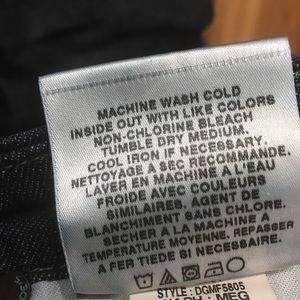 MACHINE WASH COLD
INSIDE OUT WITH LIKE COLORS
NON-CHLORINE BLEACH
TUMBLE DRY MEDIUM.
COOL IRON IF NECESSARY.
NETTOYAGE A SEC RECOMMANDE.
LAVER EN MACHINE A L'EAU
FROIDE AVEC COULEURS
SIMILAIRES, AGENT DE
BLANCHIMENT SANS CHLORE.
SECHER A LA MACHINE A
TEMPERATURE MOYENNE. REPASSER
A FER TIEDE SI NECESSAIRE.
STYLE : DGMF5805